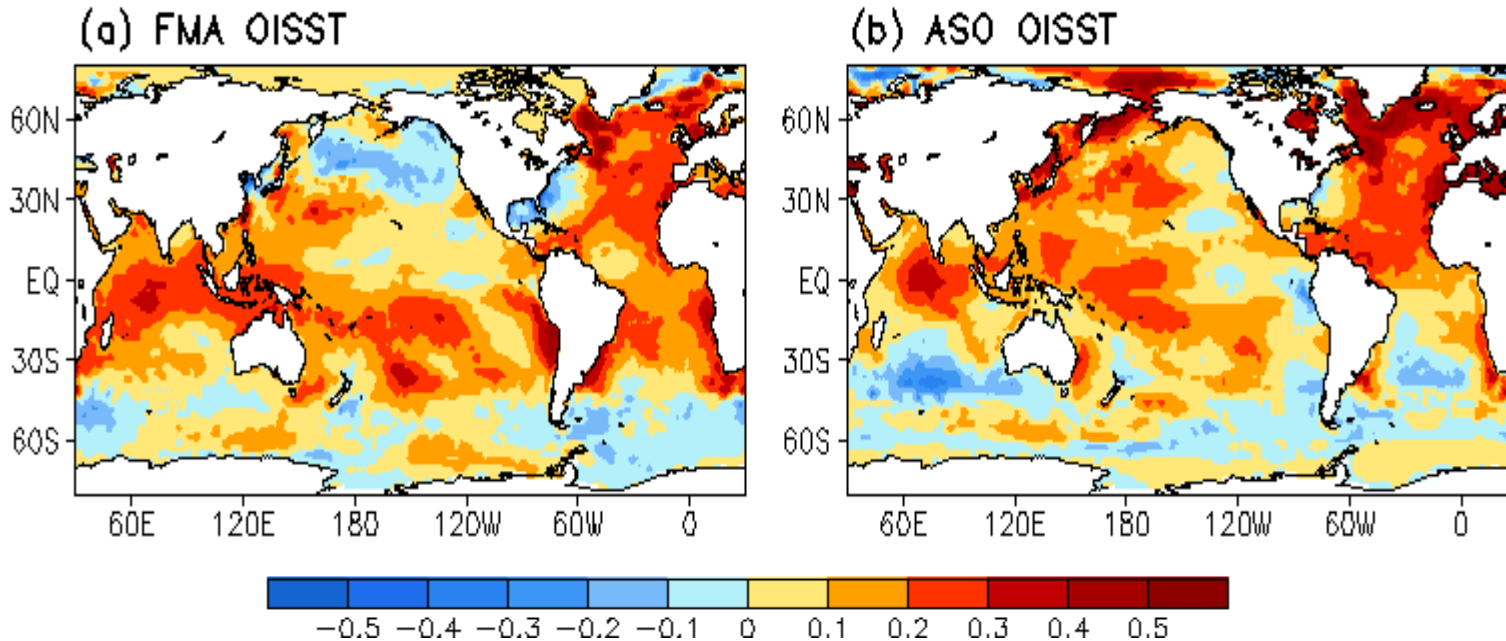 (a) FMA OISST
(b) ASO OISST
60N
30N
EQ
30S
60S
60E 120E 180 120W 60W 0
60N
30N
EQ
30S
60S
60E 120E 180 120W 60W 0
-0.5 -0.4 -0.3 -0.2 -0.1 0 0.1 0.2 0.3 0.4 0.5